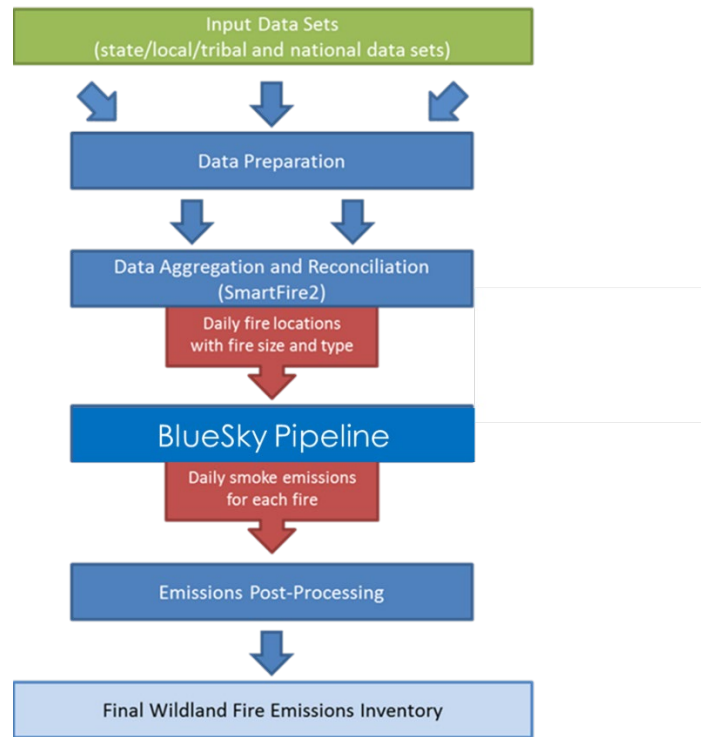 Input Data Sets
(state/local/tribal and national data sets)
Data Preparation
Data Aggregation and Reconciliation
(SmartFire2)
Daily fire locations
with fire size and type
BlueSky Pipeline
Daily smoke emissions
for each fire
Emissions Post-Processing
Final Wildland Fire Emissions Inventory